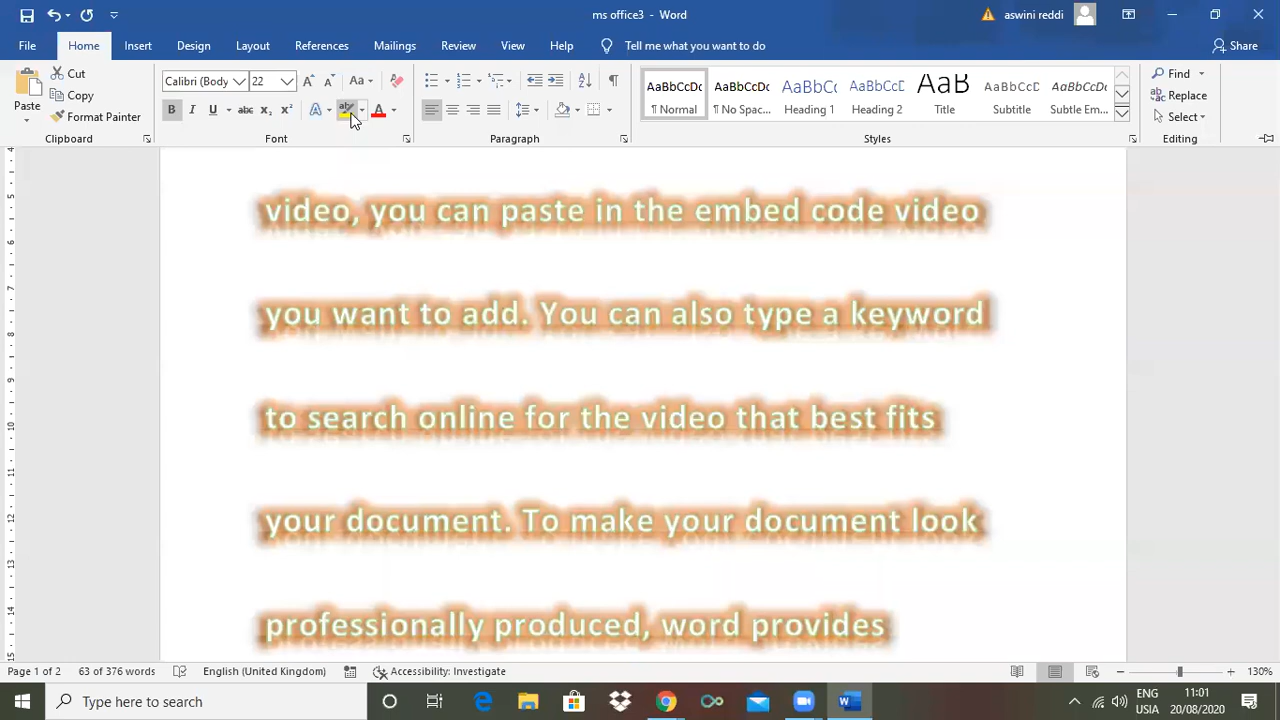 ms office3 - Word
aswini reddi
File Home Insert Design Layout References Mailings Review View Help Tell me what you want to do Share
Paste
Cut
Copy
Format Painter
Clipboard
Calibri (Body 22
Font
Paragraph
AaBbCcDc AaBbCcDc AaBbCc AaBbCcDc AaB AaBbCcDc AaBbCcDc
¶ Normal ¶ No Spac... Heading 1 Heading 2 Title Subtitle Subtle Em...
Styles
Find
Replace
Select
Editing
video, you can paste in the embed code video
you want to add. You can also type a keyword
to search online for the video that best fits
your document. To make your document look
professionally produced, word provides
Page 1 of 2 63 of 376 words English (United Kingdom) Accessibility: Investigate 130%
Type here to search
ENG
USIA
11:01
20/08/2020